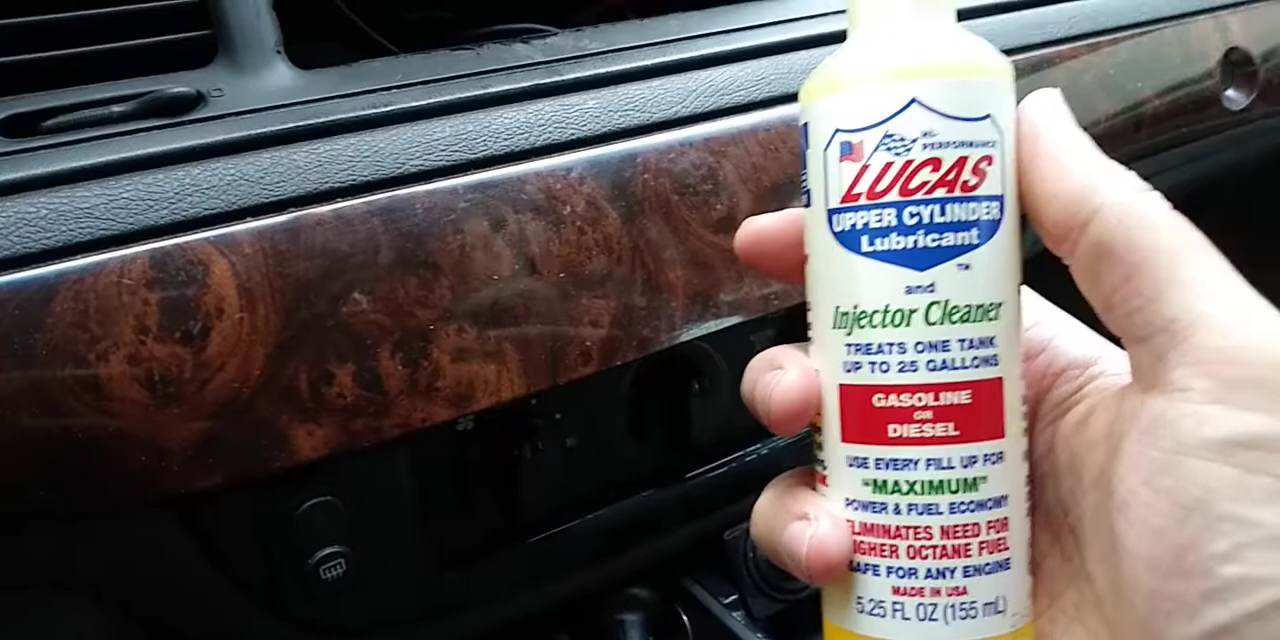 HI-
PERFORMANCE
LUCAS
UPPER CYLINDER
Lubricant
TM
and
Injector Cleaner
TREATS ONE TANK
UP TO 25 GALLONS
GASOLINE
OR
DIESEL
USE EVERY FILL UP FOR
"MAXIMUM"
POWER & FUEL ECONOMY
ELIMINATES NEED FOR
HIGHER OCTANE FUEL
SAFE FOR ANY ENGINE
MADE IN USA
5.25 FL OZ (155 mL)